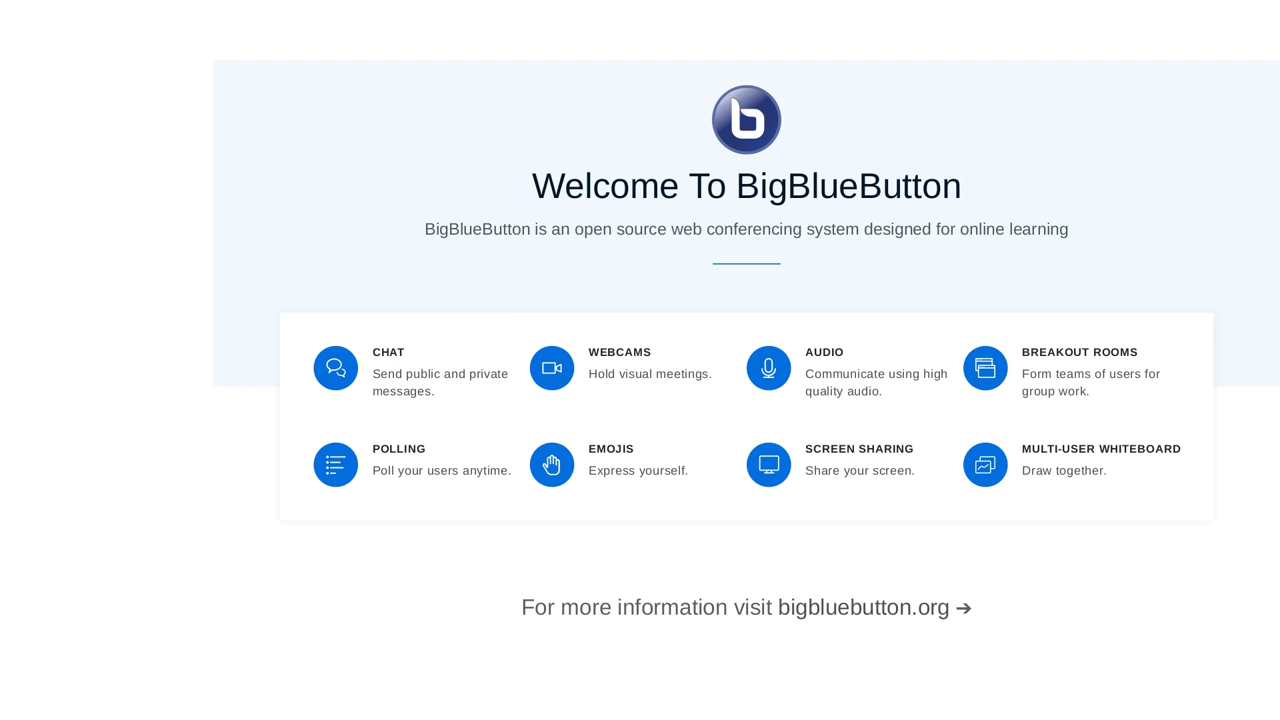 Welcome To BigBlueButton
BigBlueButton is an open source web conferencing system designed for online learning
CHAT
Send public and private
messages.
WEBCAMS
Hold visual meetings.
AUDIO
Communicate using high
quality audio.
BREAKOUT ROOMS
Form teams of users for
group work.
POLLING
Poll your users anytime.
EMOJIS
Express yourself.
SCREEN SHARING
Share your screen.
MULTI-USER WHITEBOARD
Draw together.
For more information visit bigbluebutton.org ➔